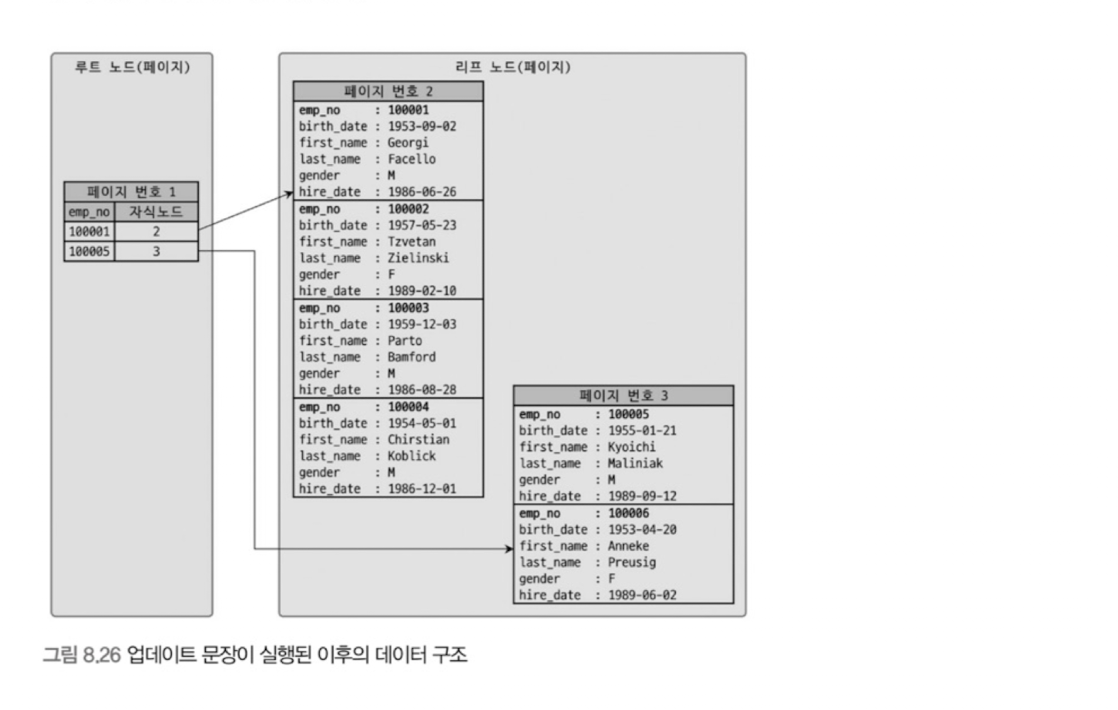 루트 노드(페이지)
페이지 번호 1
emp_no 자식노드
100001 2
100005 3
리프 노드(페이지)
페이지 번호 2
emp_no : 100001
birth_date : 1953-09-02
first_name : Georgi
last_name : Facello
gender : M
hire_date : 1986-06-26
emp_no : 100002
birth_date : 1957-05-23
first_name : Tzvetan
last_name : Zielinski
gender : F
hire_date : 1989-02-10
emp_no : 100003
birth_date : 1959-12-03
first_name : Parto
last_name : Bamford
gender : M
hire_date : 1986-08-28
emp_no : 100004
birth_date : 1954-05-01
first_name : Chirstian
last_name : Koblick
gender : M
hire_date : 1986-12-01
페이지 번호 3
emp_no : 100005
birth_date : 1955-01-21
first_name : Kyoichi
last_name : Maliniak
gender : M
hire_date : 1989-09-12
emp_no : 100006
birth_date : 1953-04-20
first_name : Anneke
last_name : Preusig
gender : F
hire_date : 1989-06-02
그림 8.26 업데이트 문장이 실행된 이후의 데이터 구조